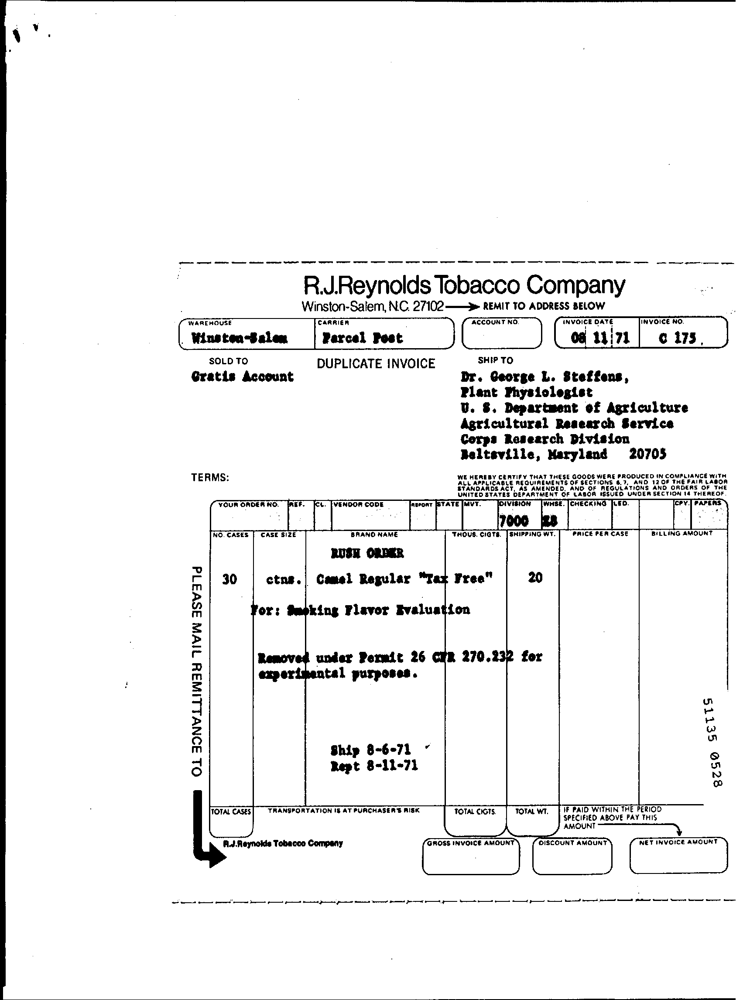 R.J.Reynolds Tobacco Company
Winston-Salem, N.C. 27102 REMIT TO ADDRESS BELOW
WAREHOUSE CARRIER ACCOUNT NO. INVOICE DATE INVOICE NO.
Winston-Salem Parcel Post 08 11 71 C 175
SOLD TO DUPLICATE INVOICE SHIP TO
Gratis Account Dr. George L. Steffens,
Plant Physiologist
U. S. Department of Agriculture
Agricultural Research Service
Corps Research Division
Beltsville, Maryland 20705
TERMS:
WE HEREBY CERTIFY THAT THESE GOODS WERE PRODUCED IN COMPLIANCE WITH
ALL APPLICABLE REQUIREMENTS OF SECTIONS 6, 7, AND 12 OF THE FAIR LABOR
STANDARDS ACT, AS AMENDED, AND OF REGULATIONS AND ORDERS OF THE
UNITED STATES DEPARTMENT OF LABOR ISSUED UNDER SECTION 14 THEREOF.
YOUR ORDER NO. REF. CL. VENDOR CODE REPORT STATE MVT. DIVISION WHSE. CHECKING LED. CPY. PAPERS
7000 28
NO. CASES CASE SIZE BRAND NAME THOUS. CIGTS. SHIPPING WT. PRICE PER CASE BILLING AMOUNT
RUSH ORDER
30 ctns. Camel Regular "Tax Free" 20
For: Smoking Flavor Evaluation
Removed under Permit 26 CFR 270.232 for
experimental purposes.
Ship 8-6-71
Rept 8-11-71
PLEASE MAIL REMITTANCE TO
51135 0528
TOTAL CASES TRANSPORTATION IS AT PURCHASER'S RISK TOTAL CIGTS. TOTAL WT. IF PAID WITHIN THE PERIOD
SPECIFIED ABOVE PAY THIS
AMOUNT
R.J.Reynolds Tobacco Company GROSS INVOICE AMOUNT DISCOUNT AMOUNT NET INVOICE AMOUNT